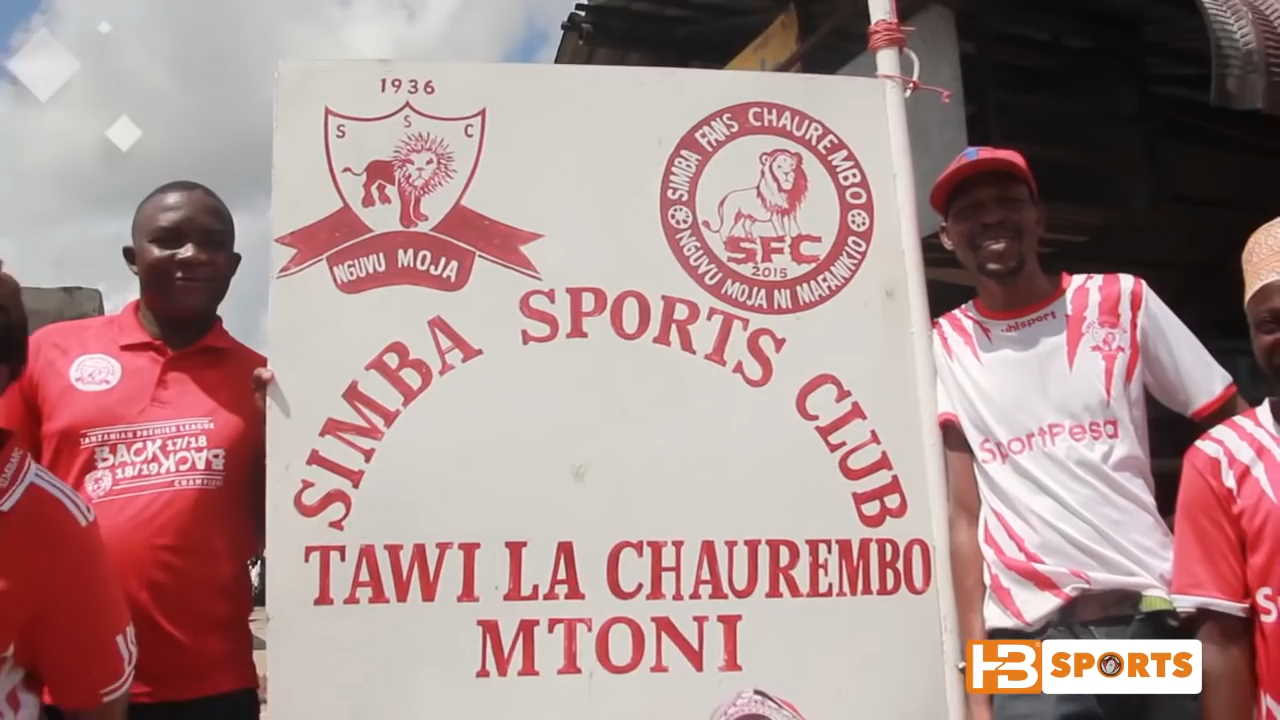 1936
S S C
NGUVU MOJA
SIMBA FANS CHAUREMBO
SFC
2015
NGUVU MOJA NI MAFANIKIO
SIMBA SPORTS CLUB
TAWI LA CHAUREMBO
MTONI
TANZANIAN PREMIER LEAGUE
BACK 17/18
18/19 BACK
CHAMPIONS
uhlsport
SportPesa
HB SPORTS